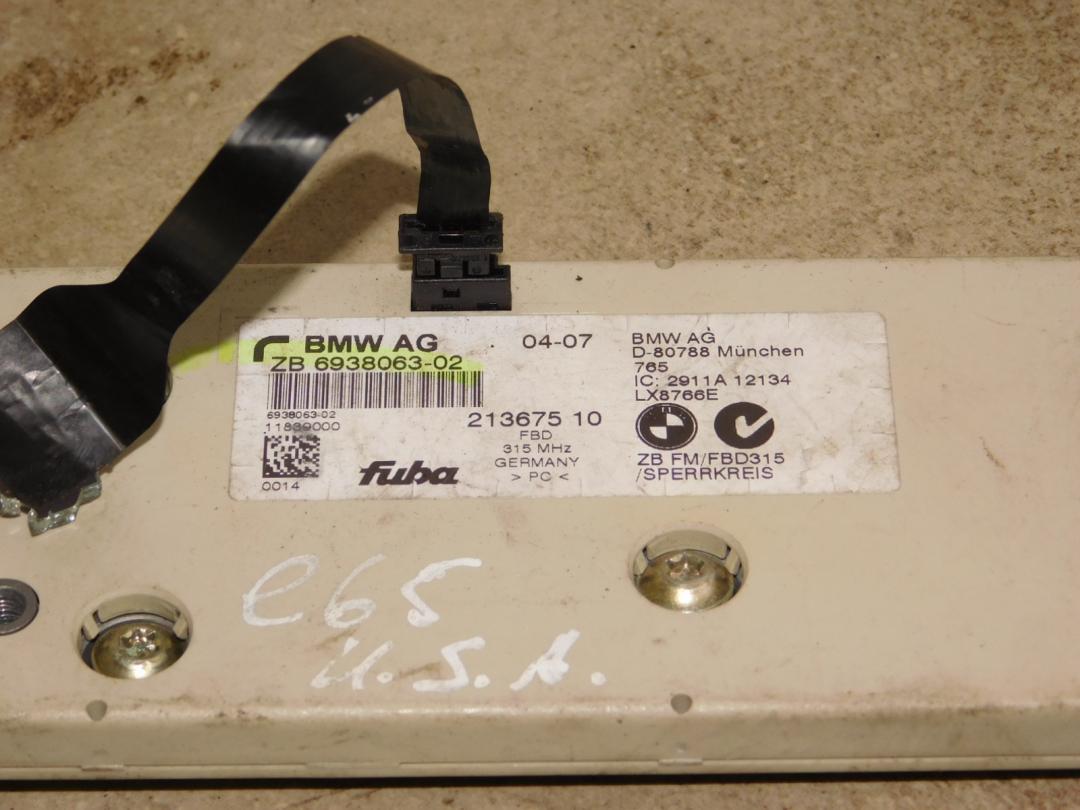 BMW AG
04-07
ZB 6938063-02
6938063-02
11839000
0014
fuba
213675 10
FBD
315 MHz
GERMANY
> PC <
BMW AG
D-80788 München
765
IC: 2911A 12134
LX8766E
ZB FM/FBD315
/SPERRKREIS
e65
U.S.A.